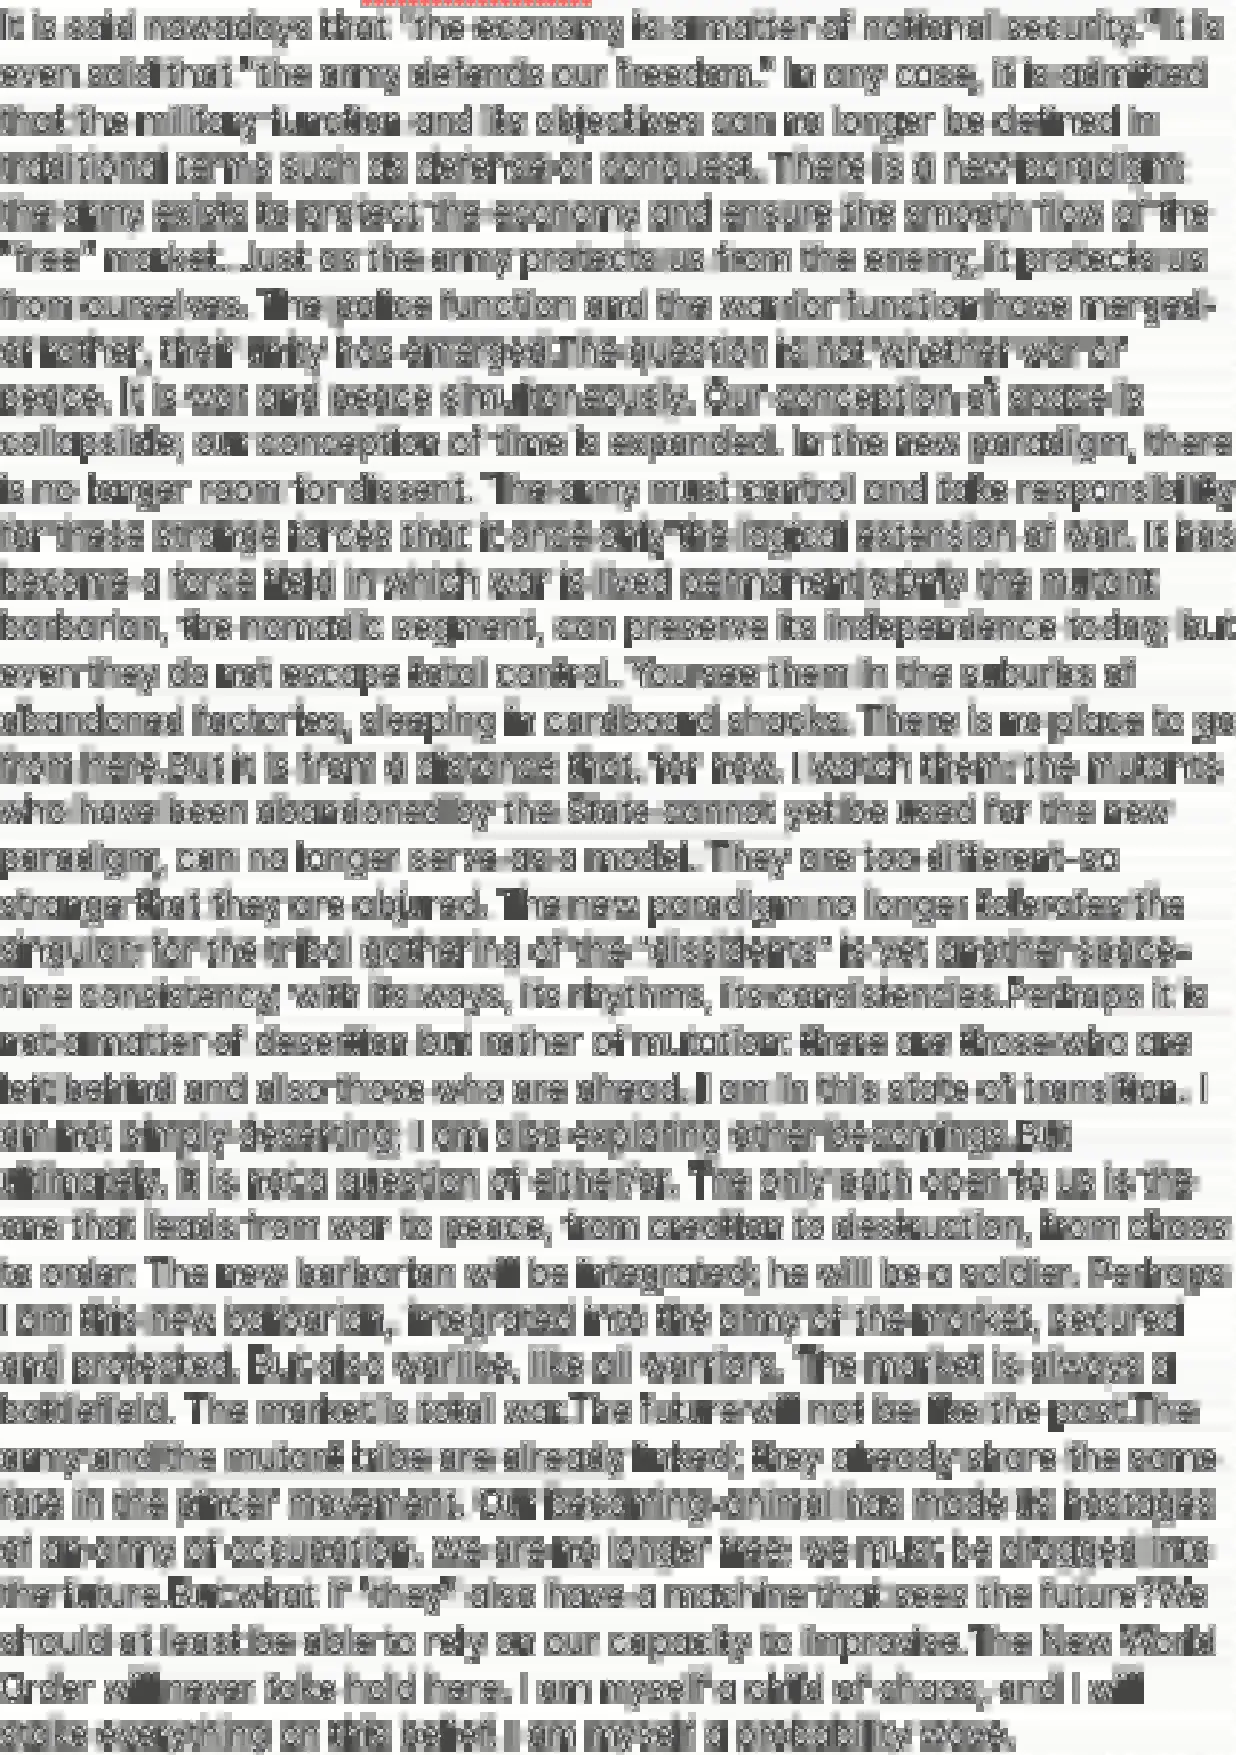 It is said nowadays that "the economy is a matter of national security." It is
even said that "the army defends our freedom." In any case, it is admitted
that the military function and its objectives can no longer be defined in
traditional terms such as defense or conquest. There is a new paradigm:
the army exists to protect the economy and ensure the smooth flow of the
"free" market. Just as the army protects us from the enemy, it protects us
from ourselves. The police function and the warrior function have merged-
or rather, their unity has emerged.The question is not whether war or
peace. It is war and peace simultaneously. Our conception of space is
collapsible; our conception of time is expanded. In the new paradigm, there
is no longer room for dissent. The army must control and take responsibility
for these strange forces that it once only the logical extension of war. It has
become a force field in which war is lived permanently.Only the mutant
barbarian, the nomadic segment, can preserve its independence today; but
even they do not escape total control. You see them in the suburbs of
abandoned factories, sleeping in cardboard shacks. There is no place to go
from here.But it is from a distance that, for now, I watch them: the mutants
who have been abandoned by the State cannot yet be used for the new
paradigm, can no longer serve as a model. They are too different-so
strange that they are abjured. The new paradigm no longer tolerates the
singular; for the tribal gathering of the "dissidents" is yet another space-
time consistency; with its ways, its rhythms, its consistencies.Perhaps it is
not a matter of desertion but rather of mutation: there are those who are
left behind and also those who are ahead. I am in this state of transition. I
am not simply deserting; I am also exploring other becomings.But
ultimately, it is not a question of either/or. The only path open to us is the
one that leads from war to peace, from creation to destruction, from chaos
to order. The new barbarian will be integrated; he will be a soldier. Perhaps
I am this new barbarian, integrated into the army of the market, secured
and protected. But also warlike, like all warriors. The market is always a
battlefield. The market is total war.The future will not be like the past.The
army and the mutant tribe are already linked; they already share the same
fate in the pincer movement. Our becoming-animal has made us hostages
of an army of occupation, we are no longer free: we must be dragged into
the future.But what if "they" also have a machine that sees the future?We
should at least be able to rely on our capacity to improvise.The New World
Order will never take hold here. I am myself a child of chaos, and I will
stake everything on this belief; I am myself a probability wave.